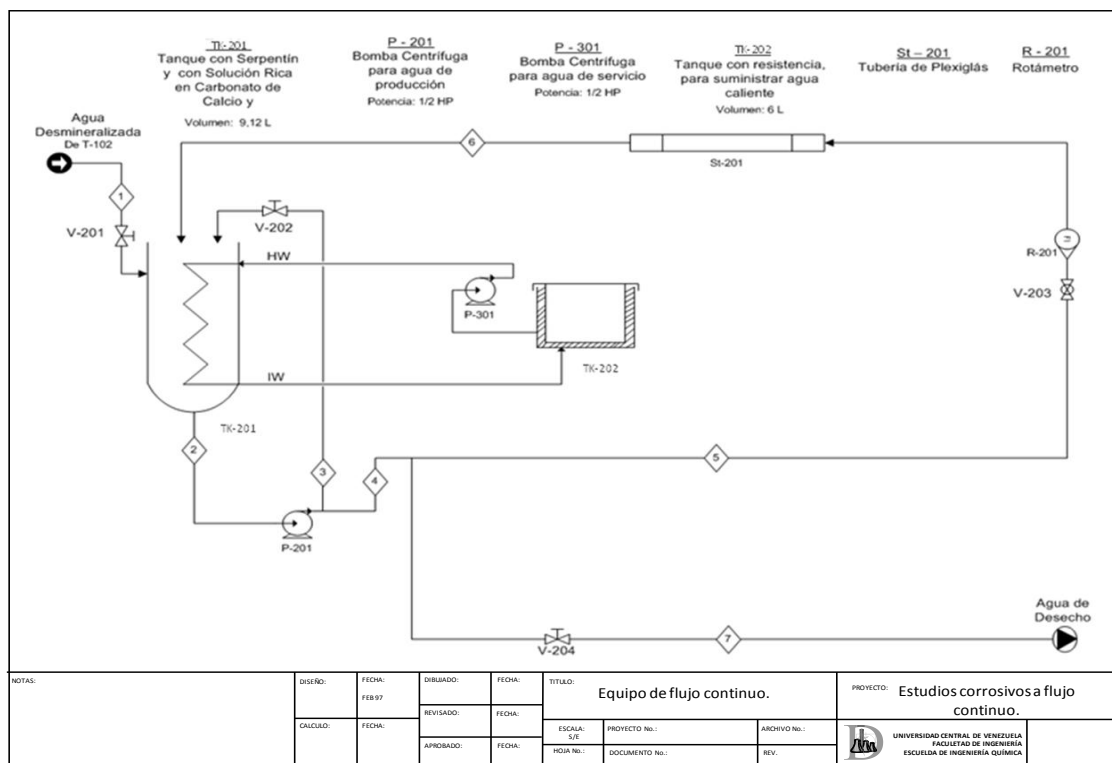 TK-201
Tanque con Serpentín
y con Solución Rica
en Carbonato de
Calcio y
Volumen: 9,12 L
P - 201
Bomba Centrífuga
para agua de
producción
Potencia: 1/2 HP
P - 301
Bomba Centrífuga
para agua de servicio
Potencia: 1/2 HP
TK-202
Tanque con resistencia,
para suministrar agua
caliente
Volumen: 6 L
St – 201
Tubería de Plexiglás
R - 201
Rotámetro
Agua
Desmineralizada
De T-102
1
V-201
6
St-201
V-202
HW
P-301
TK-202
IW
TK-201
FI
R-201
V-203
2
3
4
5
P-201
V-204
7
Agua de
Desecho
NOTAS:
DISEÑO:
FECHA:
FEB 97
DIBUJADO:
FECHA:
REVISADO:
FECHA:
CALCULO:
FECHA:
APROBADO:
FECHA:
TITULO:
Equipo de flujo continuo.
ESCALA:
S/E
PROYECTO No.:
ARCHIVO No.:
HOJA No.:
DOCUMENTO No.:
REV.
PROYECTO:
Estudios corrosivos a flujo
continuo.
UNIVERSIDAD CENTRAL DE VENEZUELA
FACULETAD DE INGENIERÍA
ESCUELDA DE INGENIERÍA QUÍMICA